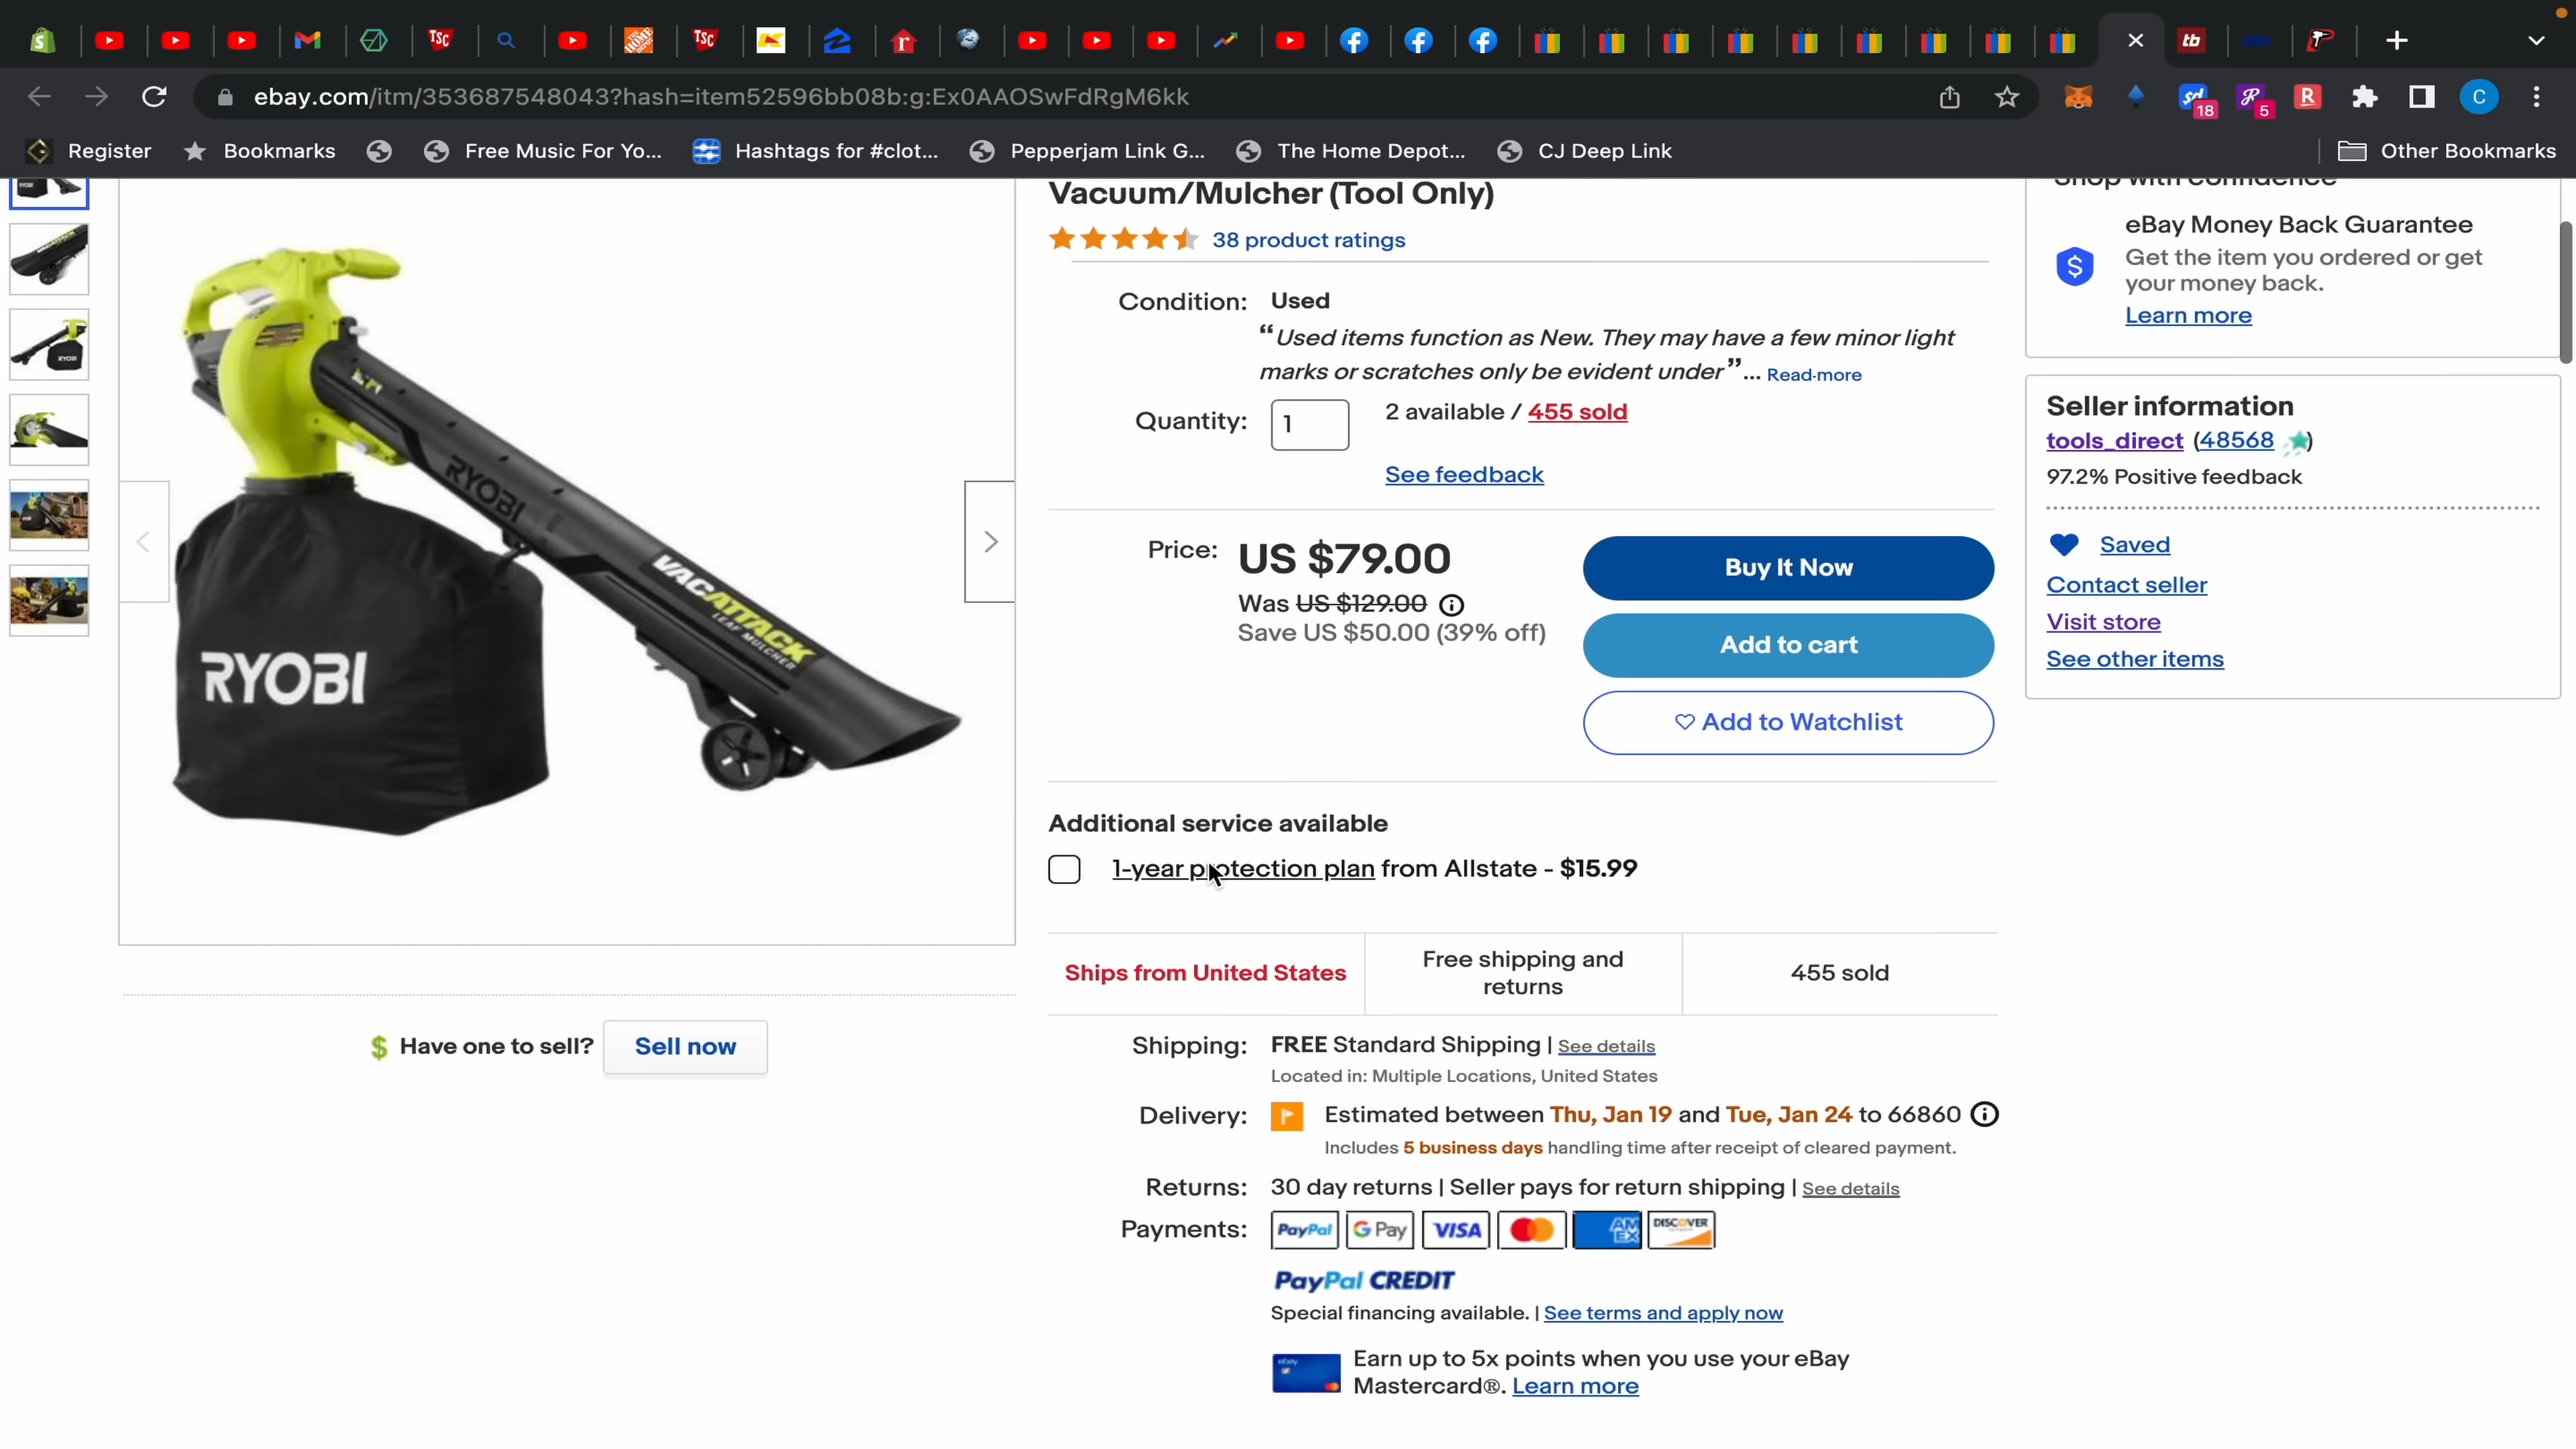 ebay.com/itm/353687548043?hash=item52596bb08b:g:Ex0AAOSwFdRgM6kk
18
5
C
Register
Bookmarks
Free Music For Yo...
Hashtags for #clot...
Pepperjam Link G...
The Home Depot...
CJ Deep Link
Other Bookmarks
RYOBI
VACATTACK
LEAF MULCHER
RYOBI
Have one to sell?
Sell now
Vacuum/Mulcher (Tool Only)
38 product ratings
Condition: Used
“Used items function as New. They may have a few minor light
marks or scratches only be evident under”... Read more
Quantity: 1 2 available / 455 sold
See feedback
Price: US $79.00
Was US $129.00
Save US $50.00 (39% off)
Buy It Now
Add to cart
Add to Watchlist
Additional service available
1-year protection plan from Allstate - $15.99
Ships from United States
Free shipping and
returns
455 sold
Shipping: FREE Standard Shipping | See details
Located in: Multiple Locations, United States
Delivery: Estimated between Thu, Jan 19 and Tue, Jan 24 to 66860
Includes 5 business days handling time after receipt of cleared payment.
Returns: 30 day returns | Seller pays for return shipping | See details
Payments: PayPal G Pay VISA AMEX DISCOVER
PayPal CREDIT
Special financing available. | See terms and apply now
Earn up to 5x points when you use your eBay
Mastercard®. Learn more
Shop with confidence
eBay Money Back Guarantee
Get the item you ordered or get
your money back.
Learn more
Seller information
tools_direct (48568)
97.2% Positive feedback
Saved
Contact seller
Visit store
See other items